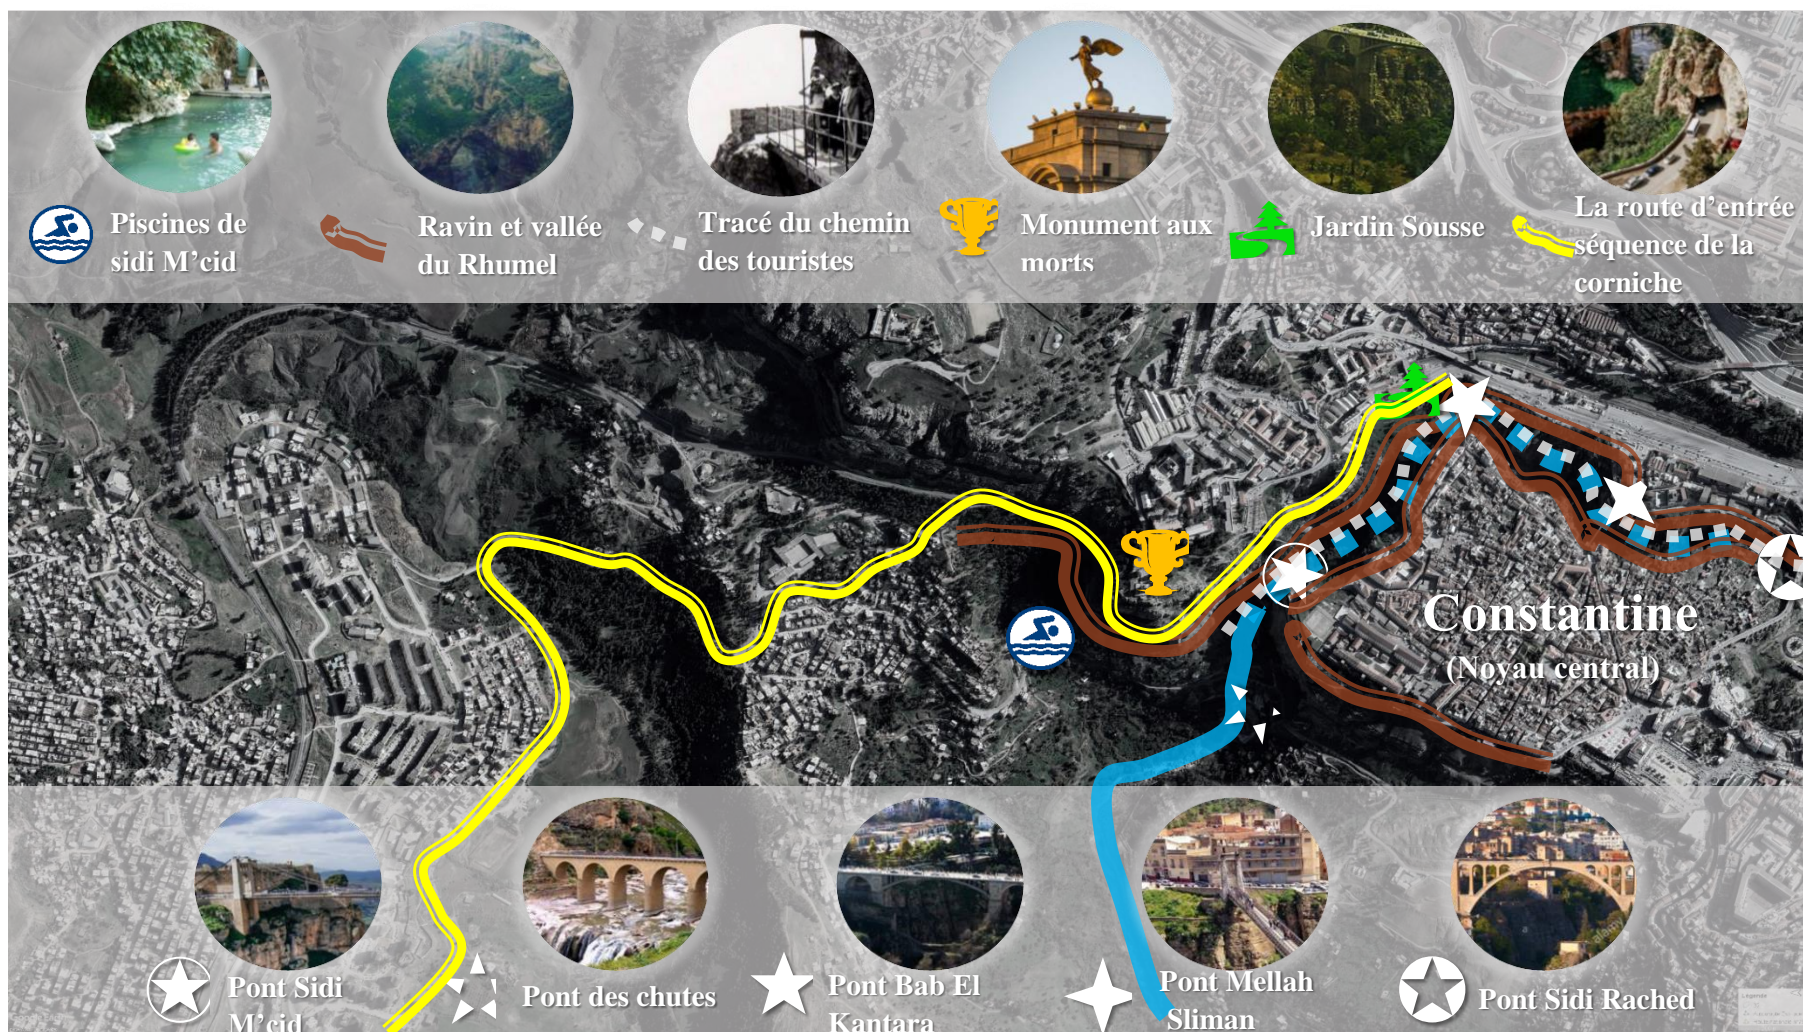 Piscines de
sidi M’cid
Ravin et vallée
du Rhumel
Tracé du chemin
des touristes
Monument aux
morts
Jardin Sousse
La route d’entrée
séquence de la
corniche
Constantine
(Noyau central)
Pont Sidi
M’cid
Pont des chutes
Pont Bab El
Kantara
Pont Mellah
Sliman
Pont Sidi Rached